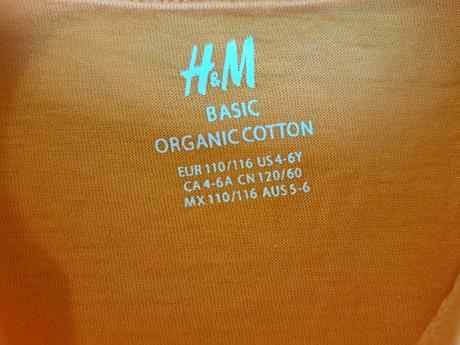 H&M
BASIC
ORGANIC COTTON
EUR 110/116 US 4-6Y
CA 4-6A CN 120/60
MX 110/116 AUS 5-6